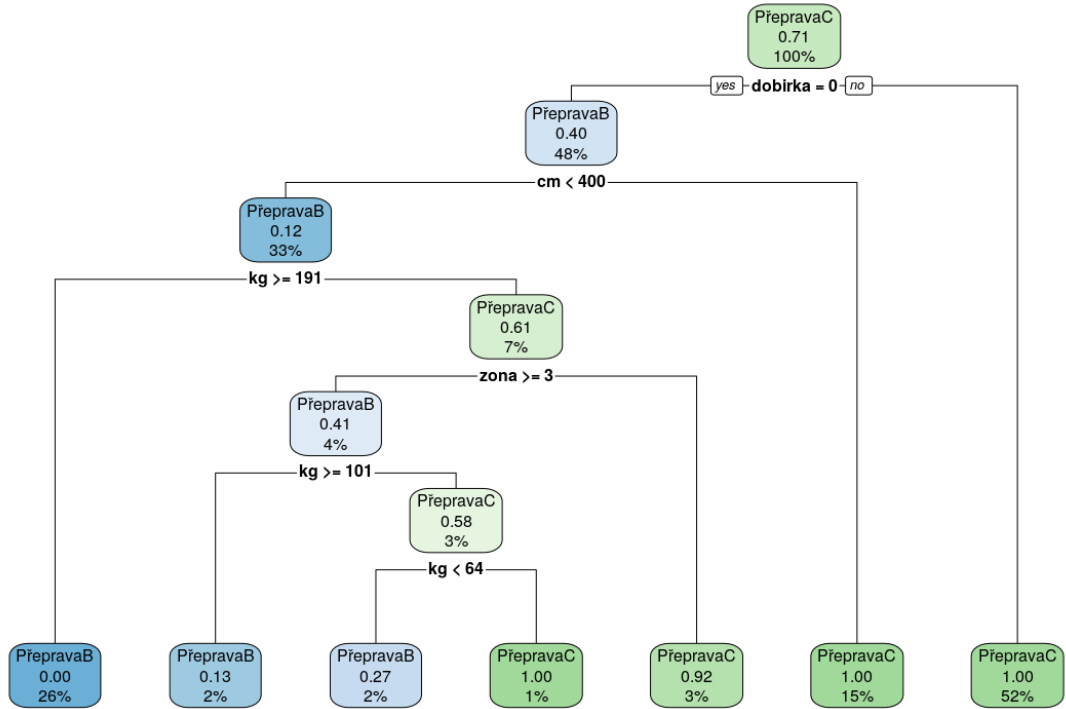 PřepravaC
0.71
100%
yes dobirka = 0 no
PřepravaB
0.40
48%
cm < 400
PřepravaB
0.12
33%
kg >= 191
PřepravaC
0.61
7%
zona >= 3
PřepravaB
0.41
4%
kg >= 101
PřepravaC
0.58
3%
kg < 64
PřepravaB
0.00
26%
PřepravaB
0.13
2%
PřepravaB
0.27
2%
PřepravaC
1.00
1%
PřepravaC
0.92
3%
PřepravaC
1.00
15%
PřepravaC
1.00
52%